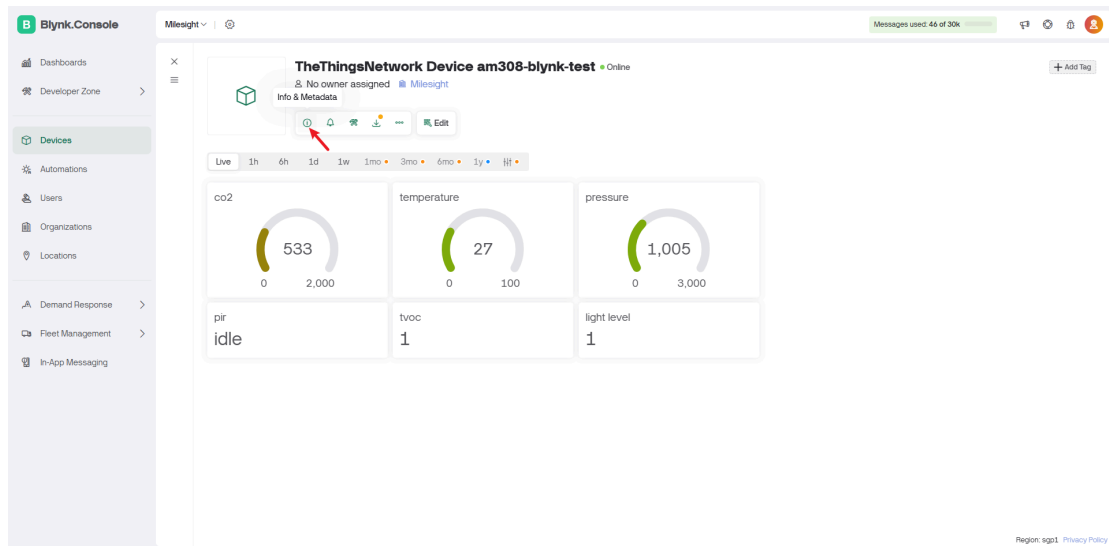 B Blynk.Console
Milesight
Messages used: 46 of 30k
Dashboards
Developer Zone
Devices
Automations
Users
Organizations
Locations
Demand Response
Fleet Management
In-App Messaging
TheThingsNetwork Device am308-blynk-test Online
No owner assigned Milesight
Info & Metadata
Edit
Add Tag
Live 1h 6h 1d 1w 1mo 3mo 6mo 1y
co2
533
0 2,000
temperature
27
0 100
pressure
1,005
0 3,000
pir
idle
tvoc
1
light level
1
Region: sgp1 Privacy Policy